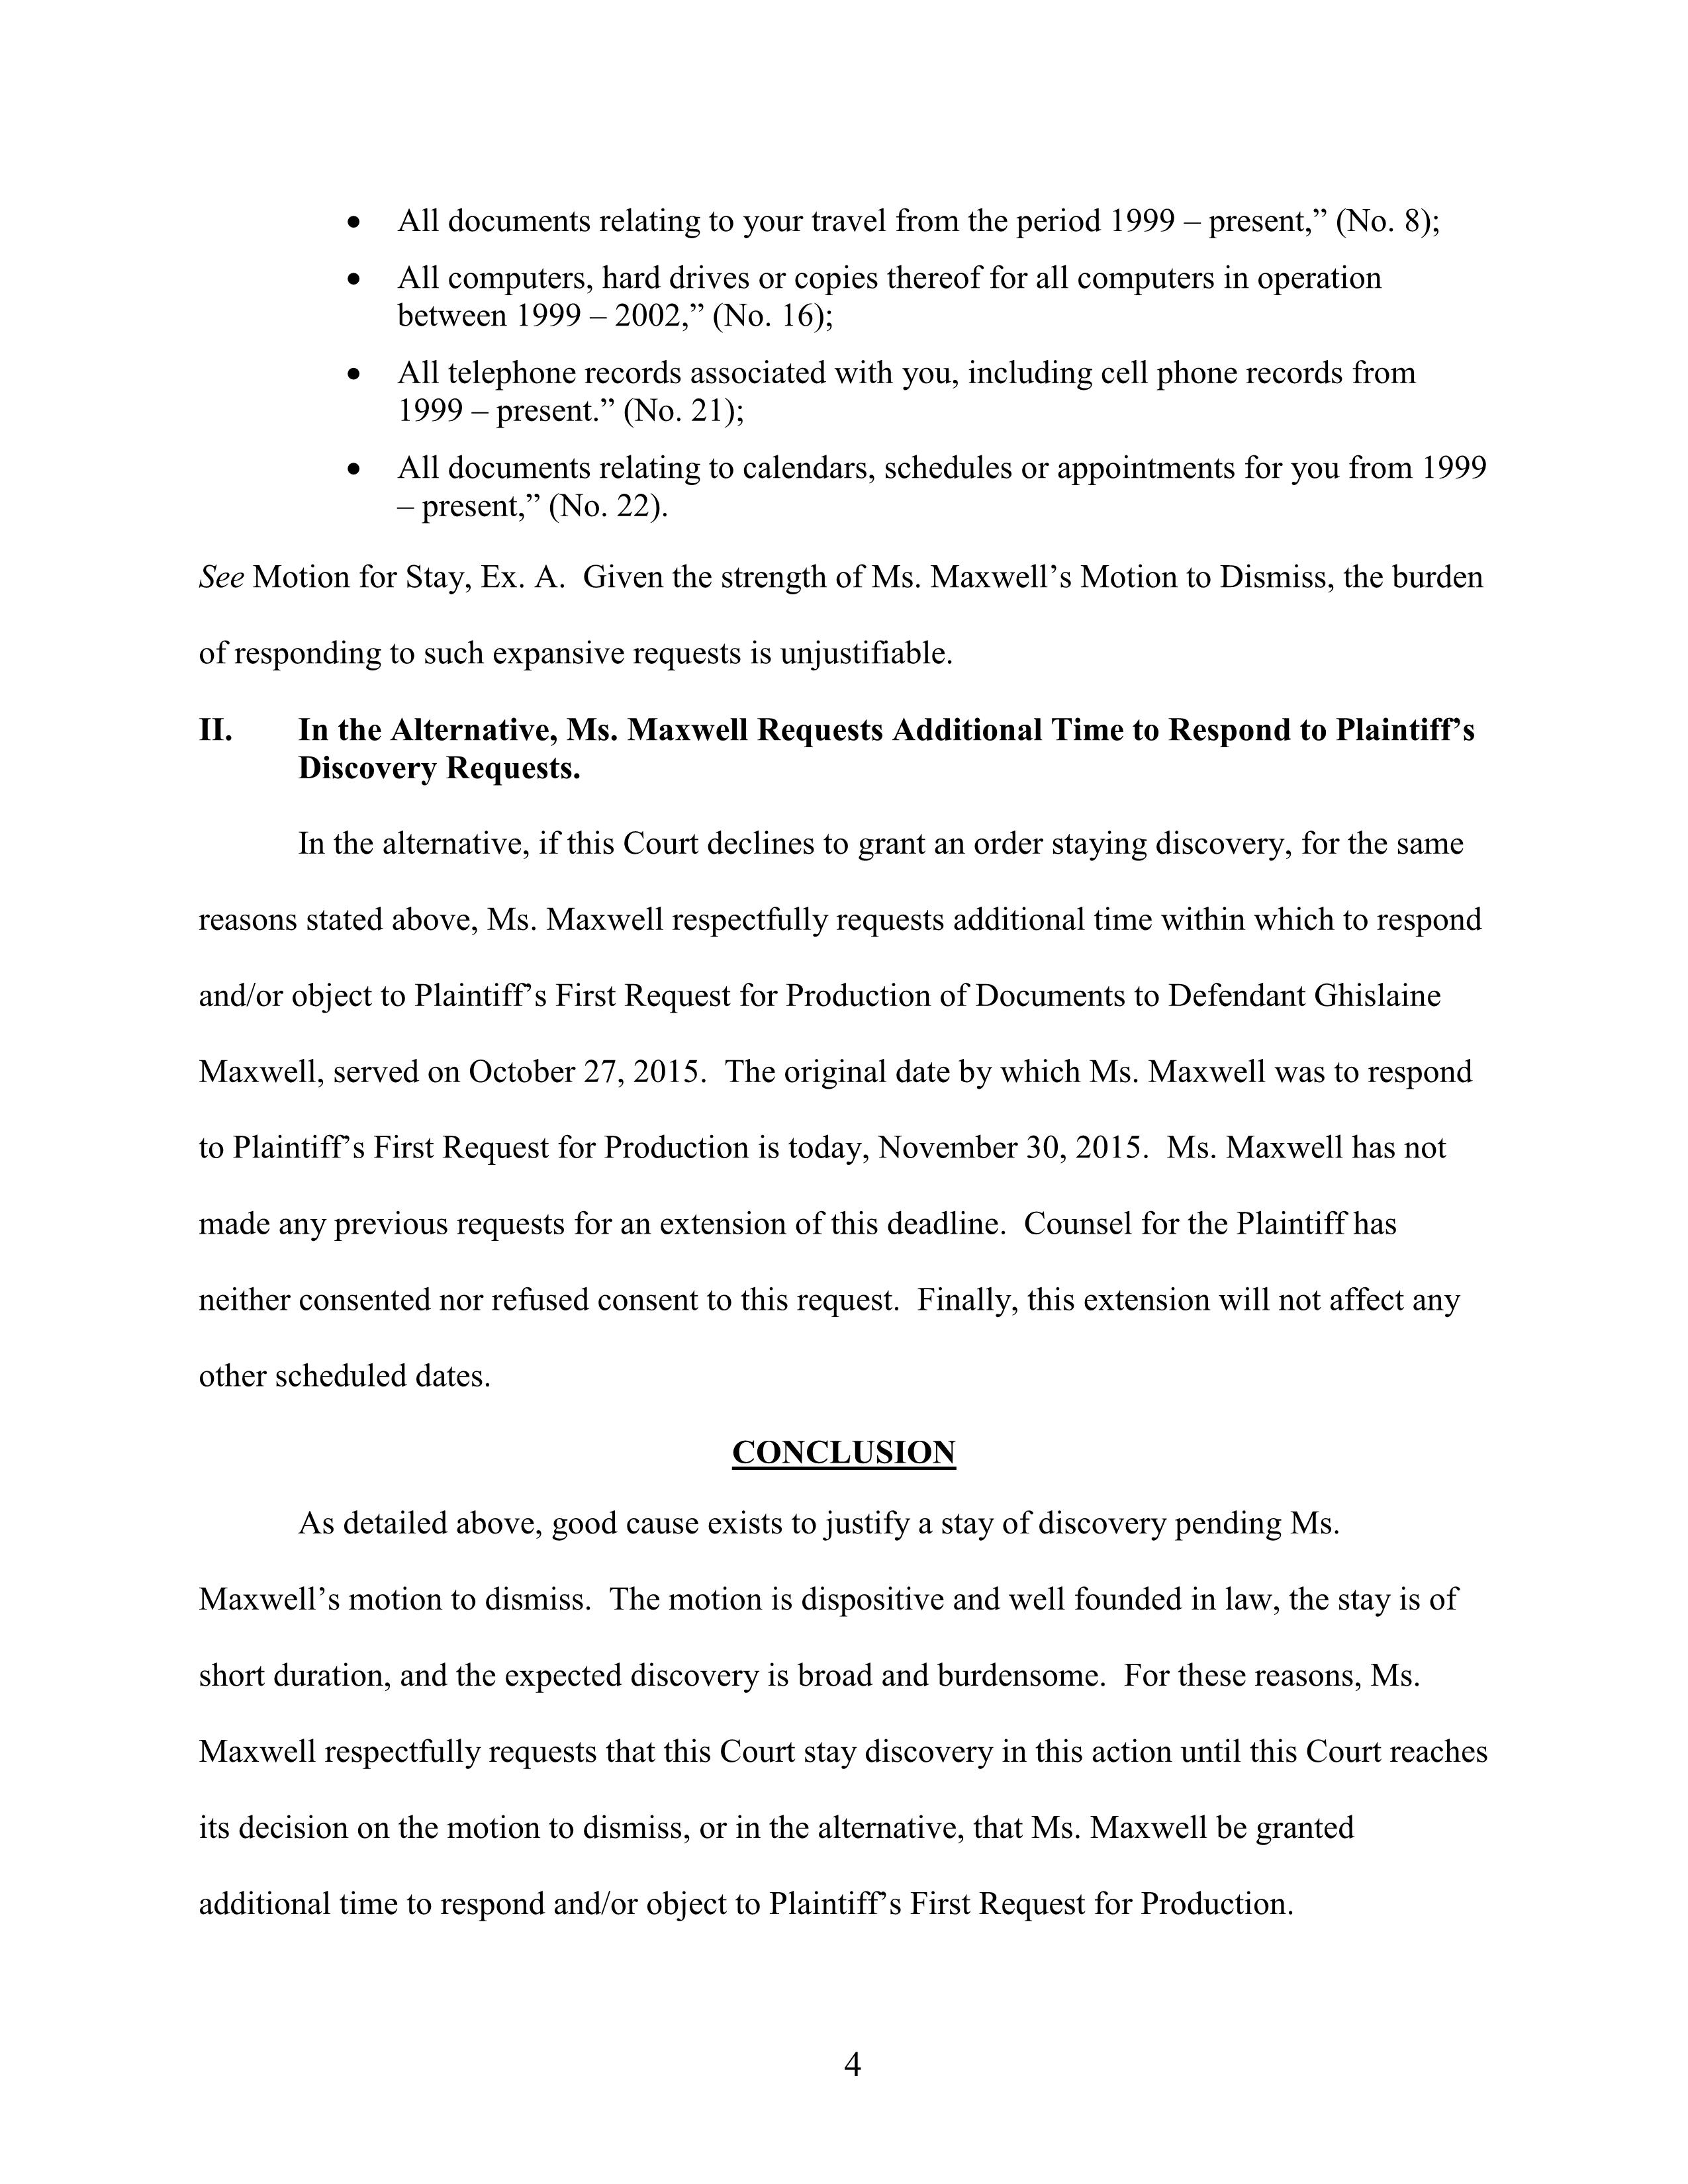 • All documents relating to your travel from the period 1999 – present,” (No. 8);
• All computers, hard drives or copies thereof for all computers in operation
between 1999 – 2002,” (No. 16);
• All telephone records associated with you, including cell phone records from
1999 – present.” (No. 21);
• All documents relating to calendars, schedules or appointments for you from 1999
– present,” (No. 22).
See Motion for Stay, Ex. A.  Given the strength of Ms. Maxwell’s Motion to Dismiss, the burden
of responding to such expansive requests is unjustifiable.
II. In the Alternative, Ms. Maxwell Requests Additional Time to Respond to Plaintiff’s
Discovery Requests.
In the alternative, if this Court declines to grant an order staying discovery, for the same
reasons stated above, Ms. Maxwell respectfully requests additional time within which to respond
and/or object to Plaintiff’s First Request for Production of Documents to Defendant Ghislaine
Maxwell, served on October 27, 2015.  The original date by which Ms. Maxwell was to respond
to Plaintiff’s First Request for Production is today, November 30, 2015.  Ms. Maxwell has not
made any previous requests for an extension of this deadline.  Counsel for the Plaintiff has
neither consented nor refused consent to this request.  Finally, this extension will not affect any
other scheduled dates.
CONCLUSION
As detailed above, good cause exists to justify a stay of discovery pending Ms.
Maxwell’s motion to dismiss.  The motion is dispositive and well founded in law, the stay is of
short duration, and the expected discovery is broad and burdensome.  For these reasons, Ms.
Maxwell respectfully requests that this Court stay discovery in this action until this Court reaches
its decision on the motion to dismiss, or in the alternative, that Ms. Maxwell be granted
additional time to respond and/or object to Plaintiff’s First Request for Production.
4